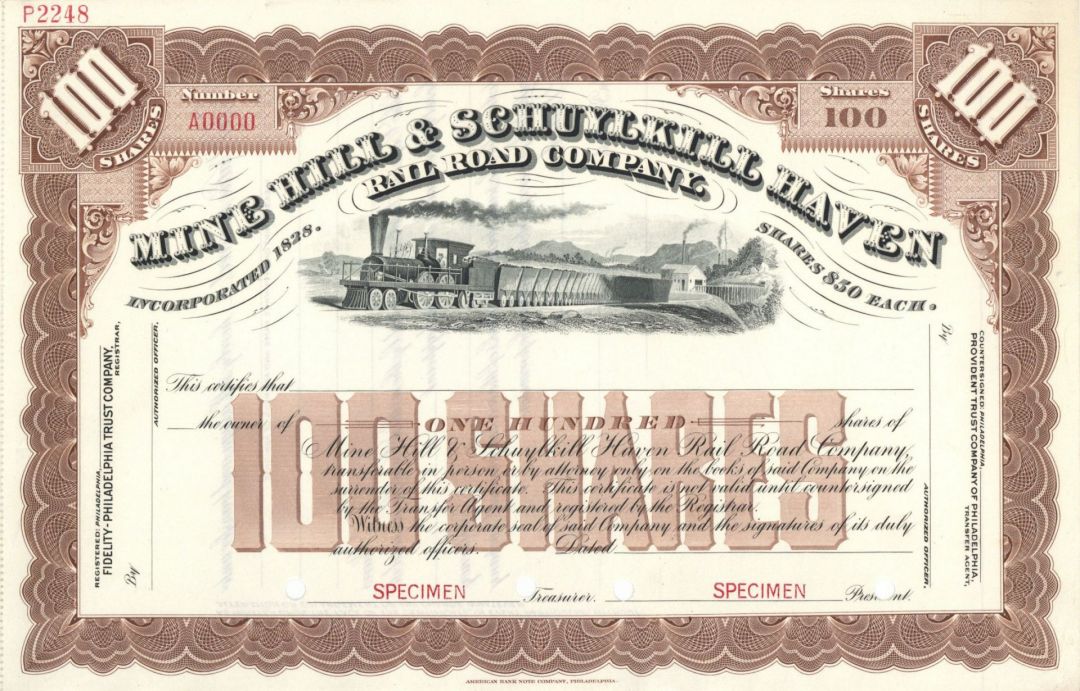 P2248
100
SHARES
Number
A0000
Shares
100
100
SHARES
MINE HILL & SCHUYLKILL HAVEN
RAIL ROAD COMPANY.
INCORPORATED 1828.
SHARES $50 EACH.
REGISTERED: PHILADELPHIA,
FIDELITY-PHILADELPHIA TRUST COMPANY,
REGISTRAR,
By
AUTHORIZED OFFICER.
This certifies that
the owner of ONE HUNDRED shares of
Mine Hill & Schuylkill Haven Rail Road Company,
transferable in person or by attorney only on the books of said Company on the
surrender of this certificate. This certificate is not valid until countersigned
by the Transfer Agent and registered by the Registrar.
Witness the corporate seal of said Company and the signatures of its duly
authorized officers. Dated
100 SHARES
SPECIMEN Treasurer. SPECIMEN President.
COUNTERSIGNED: PHILADELPHIA,
PROVIDENT TRUST COMPANY OF PHILADELPHIA,
TRANSFER AGENT,
By
AUTHORIZED OFFICER.
AMERICAN BANK NOTE COMPANY, PHILADELPHIA.